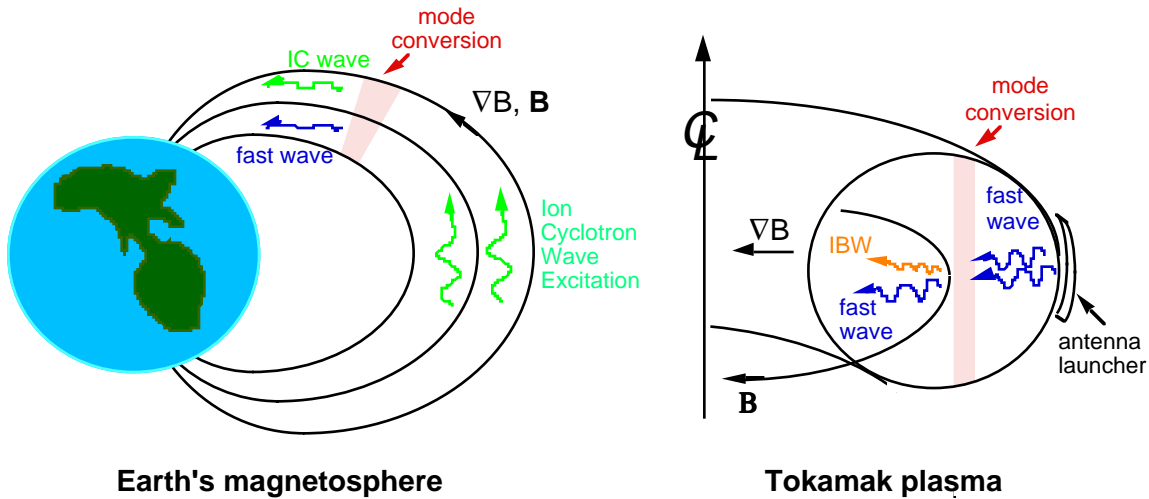 mode
conversion
IC wave
∇B, B
fast wave
Ion
Cyclotron
Wave
Excitation
Earth's magnetosphere
℄
mode
conversion
fast
wave
∇B
IBW
fast
wave
antenna
launcher
B
Tokamak plasma